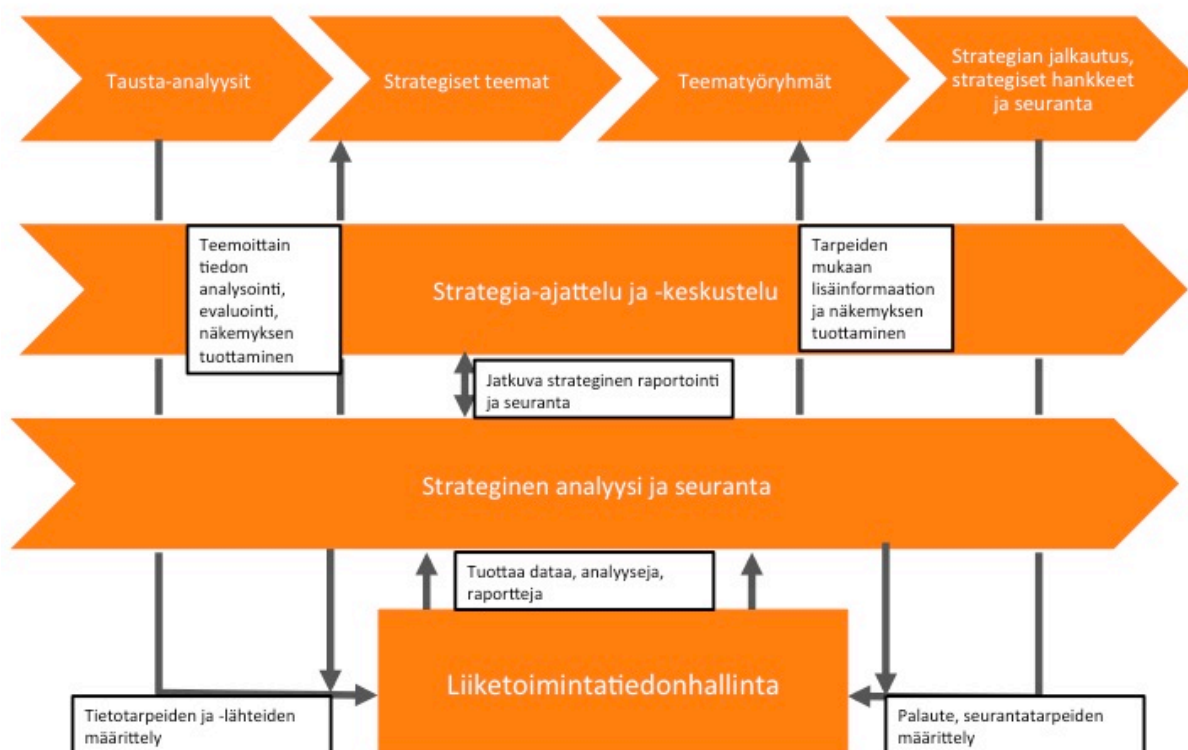 Tausta-analyysit
Strategiset teemat
Teematyöryhmät
Strategian jalkautus,
strategiset hankkeet
ja seuranta
Teemoittain
tiedon
analysointi,
evaluointi,
näkemyksen
tuottaminen
Strategia-ajattelu ja -keskustelu
Tarpeiden
mukaan
lisäinformaation
ja näkemyksen
tuottaminen
Jatkuva strateginen raportointi
ja seuranta
Strateginen analyysi ja seuranta
Tuottaa dataa, analyyseja,
raportteja
Liiketoimintatiedonhallinta
Tietotarpeiden ja -lähteiden
määrittely
Palaute, seurantatarpeiden
määrittely